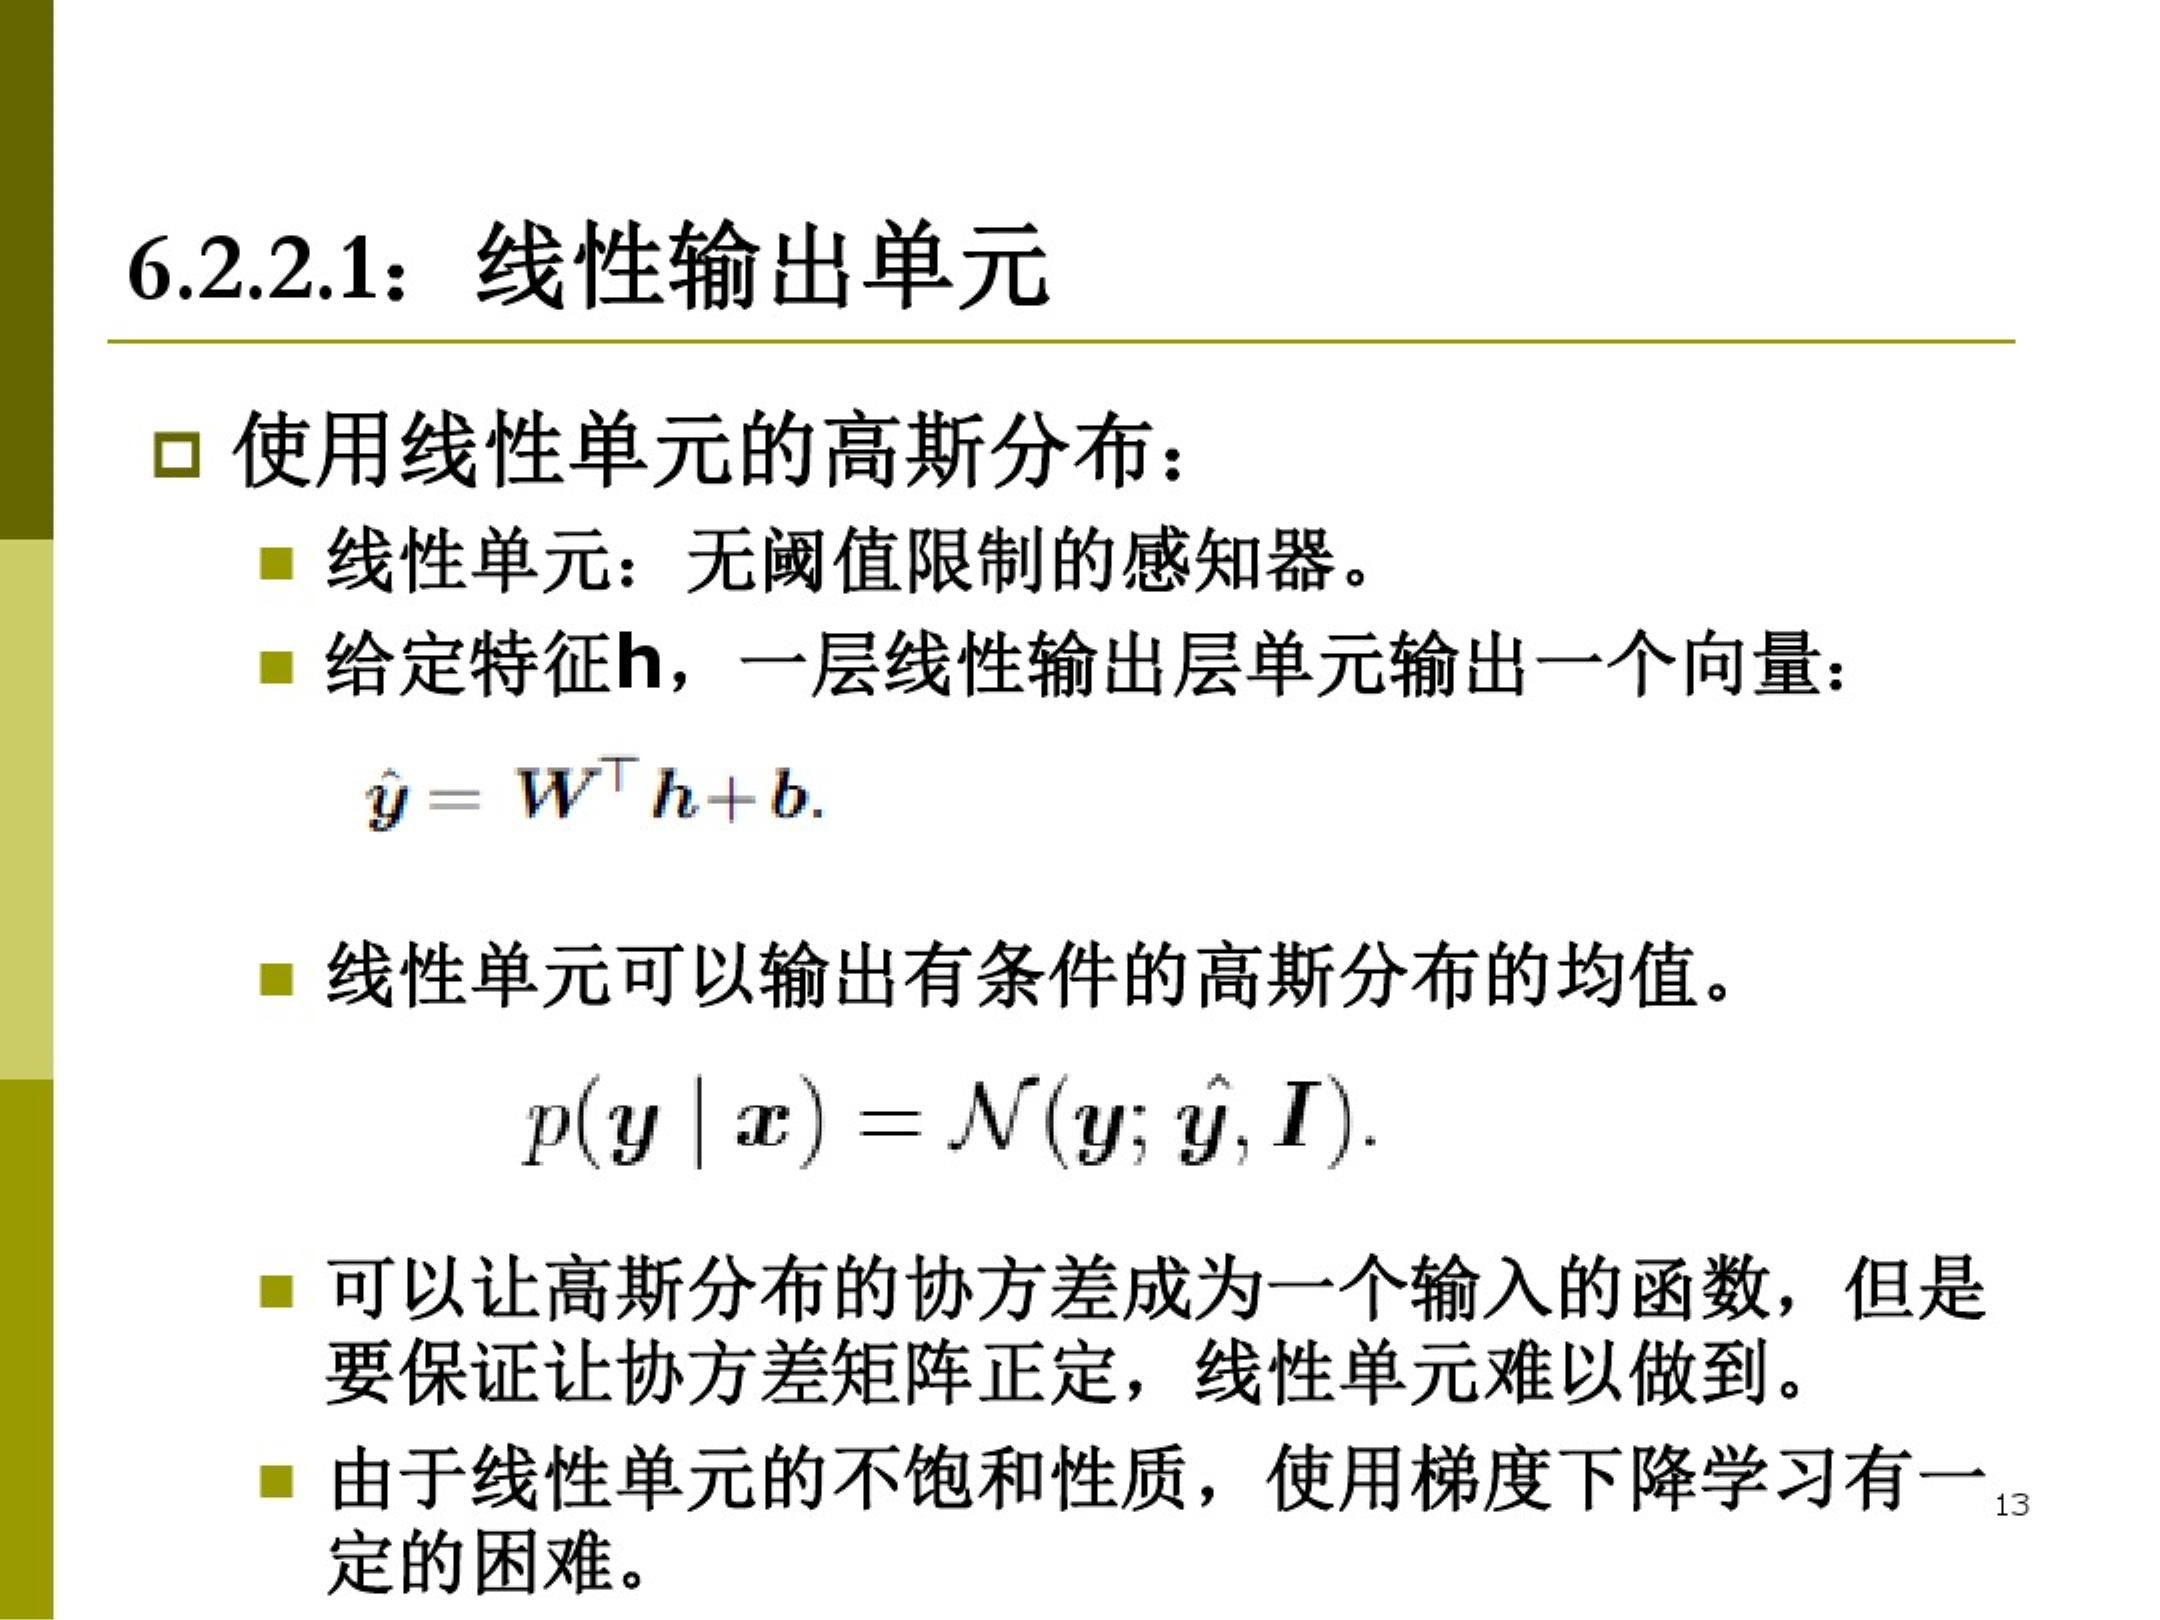 6.2.2.1：线性输出单元
使用线性单元的高斯分布：
线性单元：无阈值限制的感知器。
给定特征h，一层线性输出层单元输出一个向量：
ŷ = W⊤ h + b.
线性单元可以输出有条件的高斯分布的均值。
p(y | x) = N(y; ŷ, I).
可以让高斯分布的协方差成为一个输入的函数，但是
要保证让协方差矩阵正定，线性单元难以做到。
由于线性单元的不饱和性质，使用梯度下降学习有一
定的困难。
13